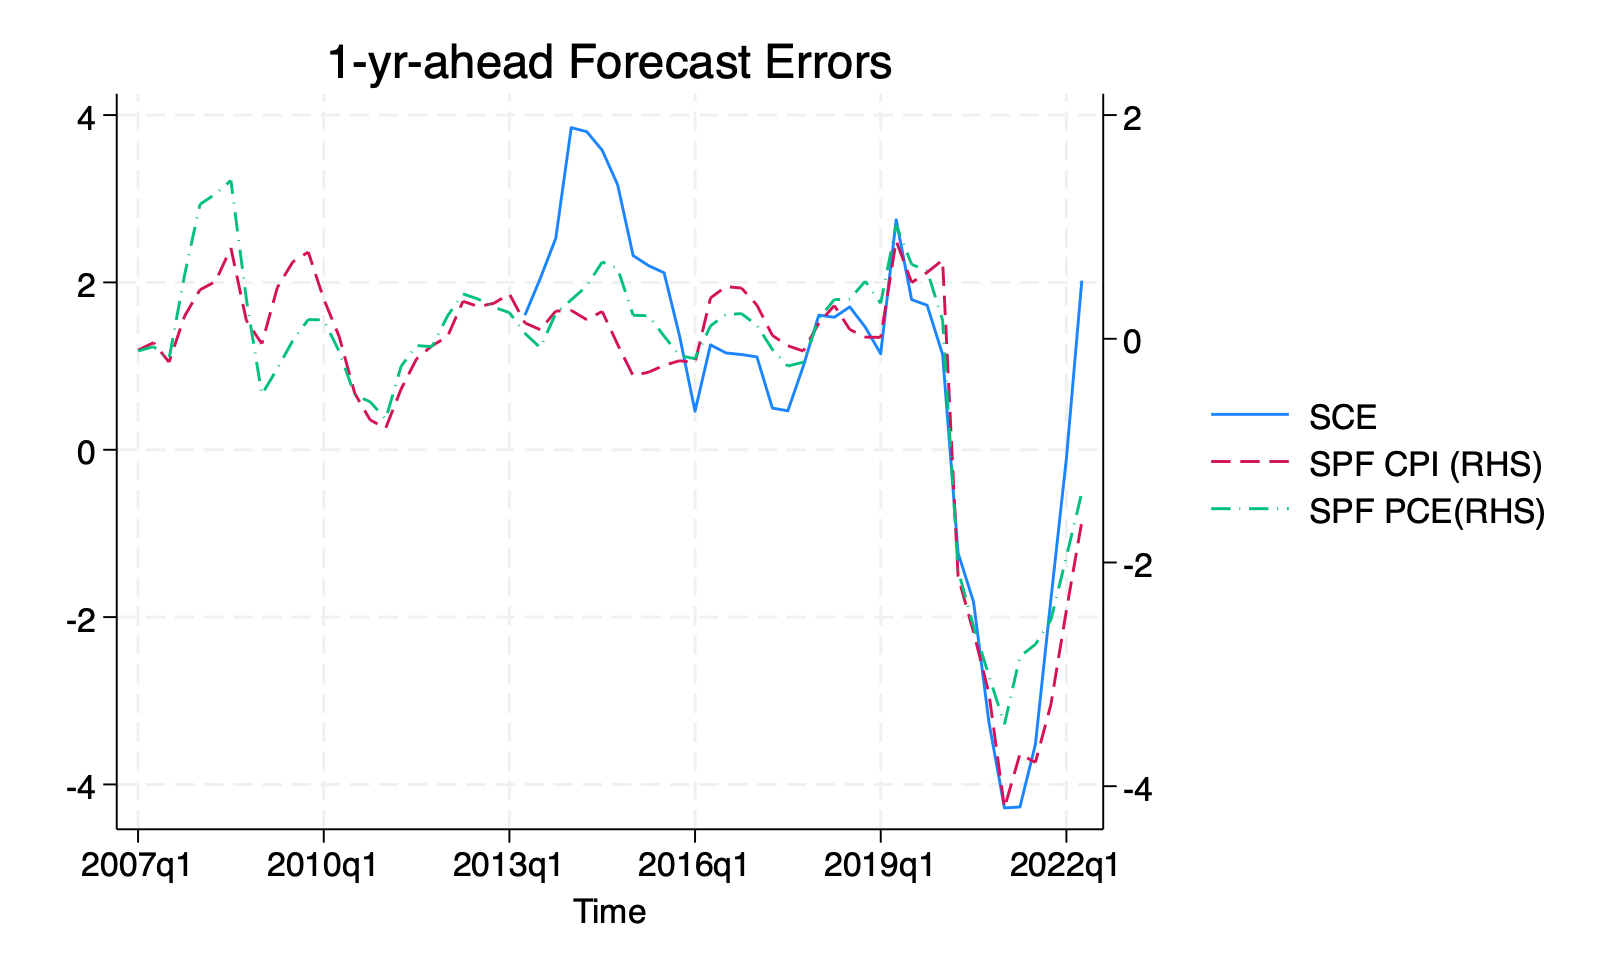 1-yr-ahead Forecast Errors
4
2
0
-2
-4
2
0
-2
-4
2007q1 2010q1 2013q1 2016q1 2019q1 2022q1
Time
SCE
SPF CPI (RHS)
SPF PCE(RHS)